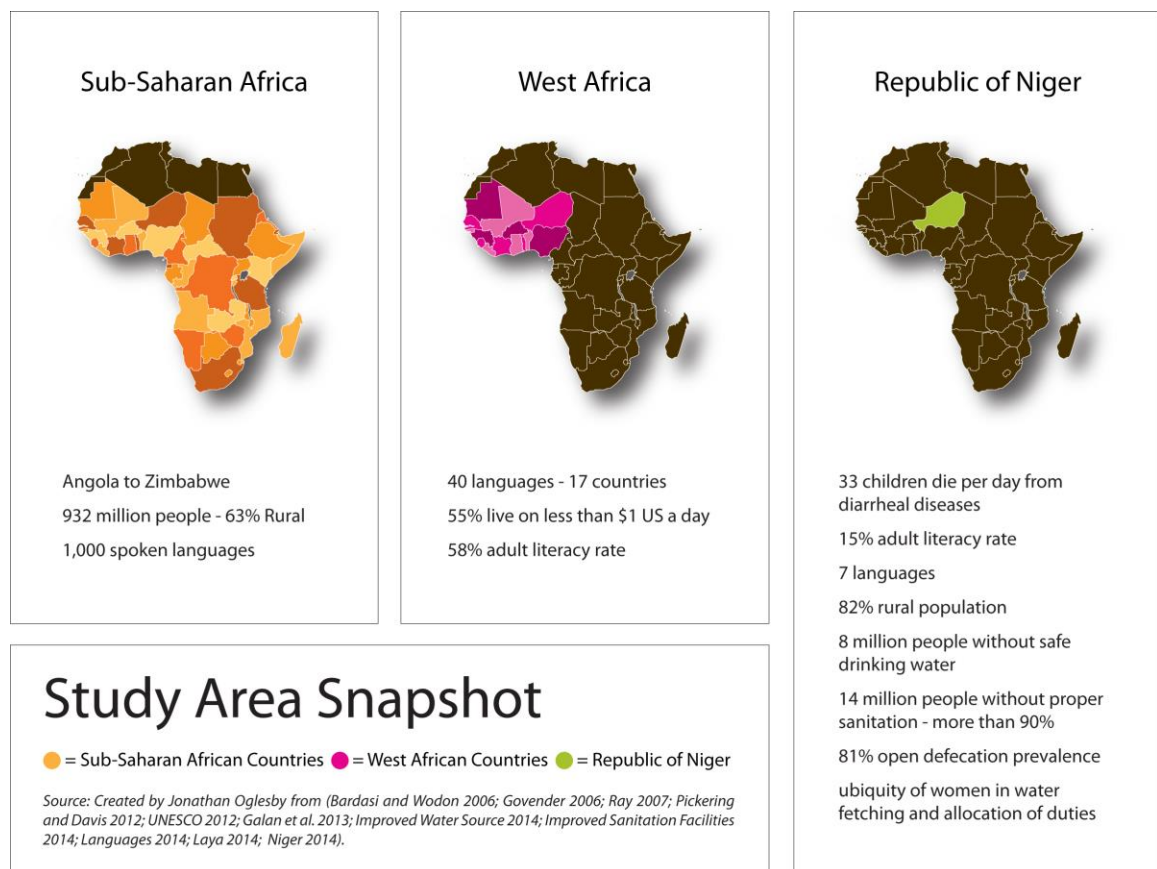 Sub-Saharan Africa
Angola to Zimbabwe
932 million people - 63% Rural
1,000 spoken languages
West Africa
40 languages - 17 countries
55% live on less than $1 US a day
58% adult literacy rate
Republic of Niger
33 children die per day from
diarrheal diseases
15% adult literacy rate
7 languages
82% rural population
8 million people without safe
drinking water
14 million people without proper
sanitation - more than 90%
81% open defecation prevalence
ubiquity of women in water
fetching and allocation of duties
Study Area Snapshot
= Sub-Saharan African Countries = West African Countries = Republic of Niger
Source: Created by Jonathan Oglesby from (Bardasi and Wodon 2006; Govender 2006; Ray 2007; Pickering
and Davis 2012; UNESCO 2012; Galan et al. 2013; Improved Water Source 2014; Improved Sanitation Facilities
2014; Languages 2014; Laya 2014; Niger 2014).